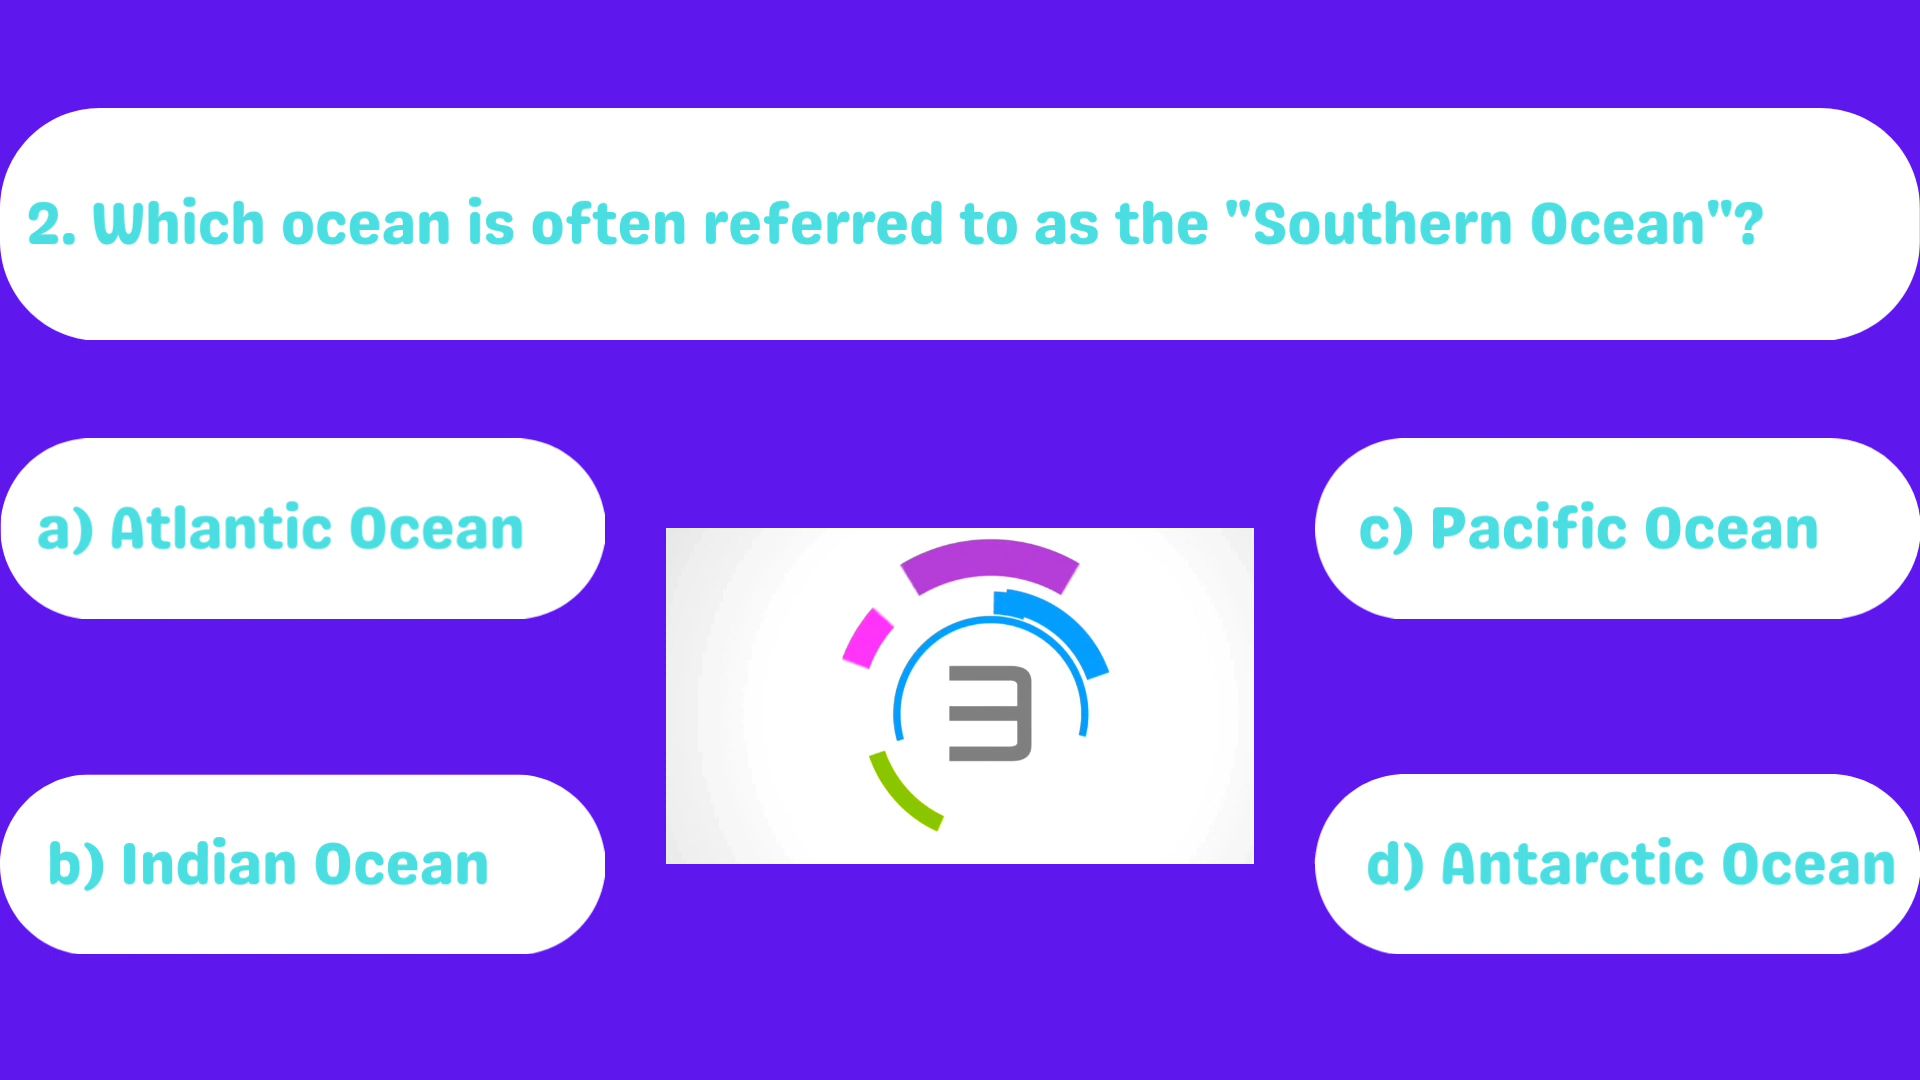 2. Which ocean is often referred to as the "Southern Ocean"?
a) Atlantic Ocean
c) Pacific Ocean
3
b) Indian Ocean
d) Antarctic Ocean